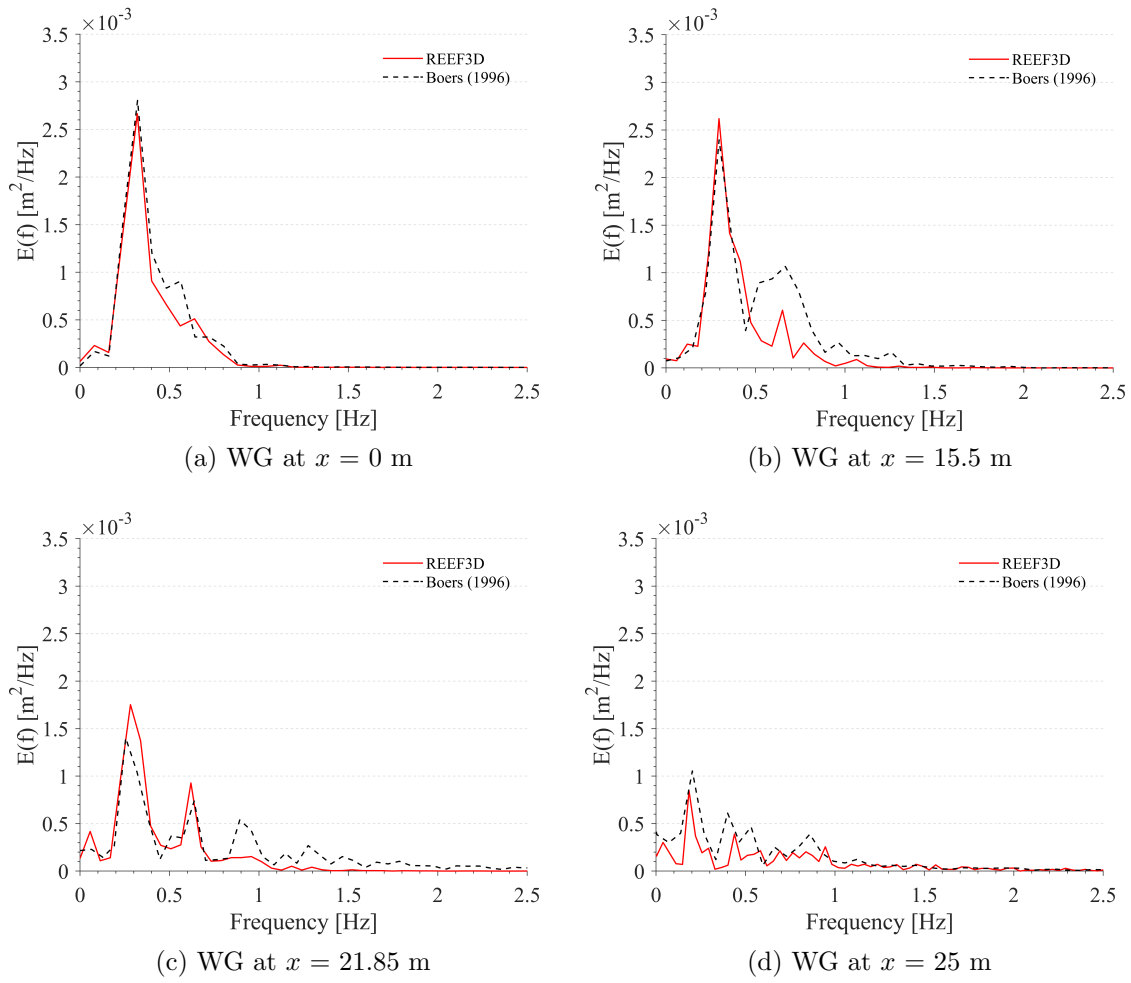 ×10⁻³
3.5
3
2.5
2
1.5
1
0.5
0
E(f) [m²/Hz]
REEF3D
Boers (1996)
0 0.5 1 1.5 2 2.5
Frequency [Hz]
(a) WG at x = 0 m
×10⁻³
3.5
3
2.5
2
1.5
1
0.5
0
E(f) [m²/Hz]
REEF3D
Boers (1996)
0 0.5 1 1.5 2 2.5
Frequency [Hz]
(b) WG at x = 15.5 m
×10⁻³
3.5
3
2.5
2
1.5
1
0.5
0
E(f) [m²/Hz]
REEF3D
Boers (1996)
0 0.5 1 1.5 2 2.5
Frequency [Hz]
(c) WG at x = 21.85 m
×10⁻³
3.5
3
2.5
2
1.5
1
0.5
0
E(f) [m²/Hz]
REEF3D
Boers (1996)
0 0.5 1 1.5 2 2.5
Frequency [Hz]
(d) WG at x = 25 m